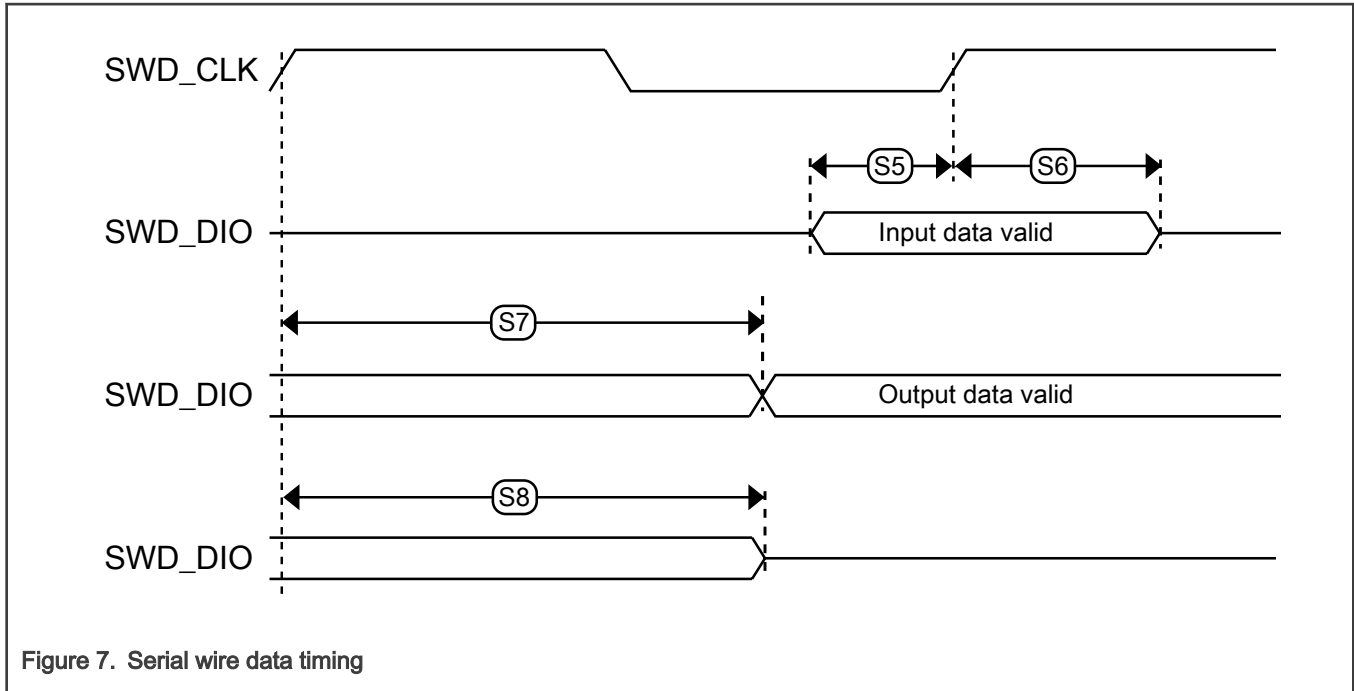 SWD_CLK
S5
S6
SWD_DIO
Input data valid
S7
SWD_DIO
Output data valid
S8
SWD_DIO
Figure 7. Serial wire data timing